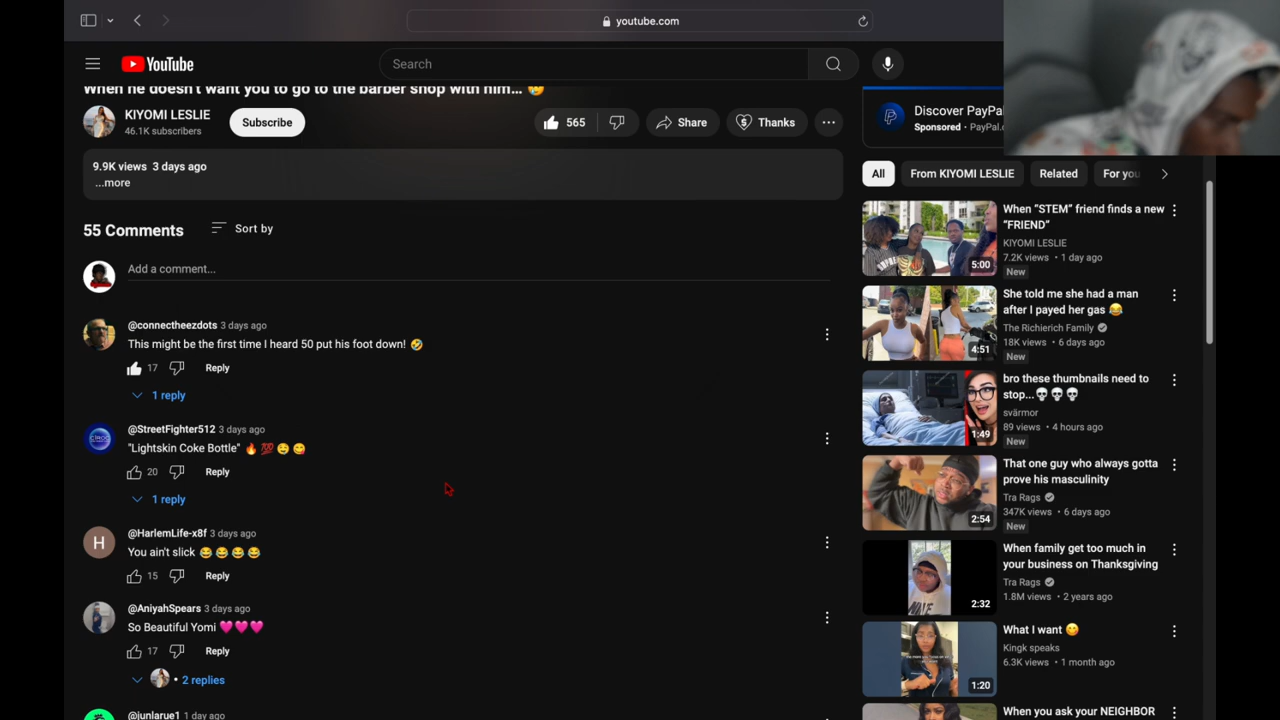 youtube.com
YouTube
Search
When he doesn't want you to go to the barber shop with him... 😢
KIYOMI LESLIE
46.1K subscribers
Subscribe
565
Share
Thanks
9.9K views 3 days ago
...more
55 Comments
Sort by
Add a comment...
@connectheezdots 3 days ago
This might be the first time I heard 50 put his foot down! 🤣
17
Reply
1 reply
@StreetFighter512 3 days ago
"Lightskin Coke Bottle" 🔥 💯 🤤 😋
20
Reply
1 reply
H
@HarlemLife-x8f 3 days ago
You ain't slick 😂 😂 😂 😂
15
Reply
@AniyahSpears 3 days ago
So Beautiful Yomi 💗💗💗
17
Reply
2 replies
@junlarue1 1 day ago
Discover PayPal
Sponsored • PayPal.c
All
From KIYOMI LESLIE
Related
For you
When "STEM" friend finds a new
"FRIEND"
KIYOMI LESLIE
7.2K views • 1 day ago
New
5:00
She told me she had a man
after I payed her gas 😂
The Richierich Family
18K views • 6 days ago
New
4:51
bro these thumbnails need to
stop...💀💀💀
svärmor
89 views • 4 hours ago
New
1:49
That one guy who always gotta
prove his masculinity
Tra Rags
347K views • 6 days ago
New
2:54
When family get too much in
your business on Thanksgiving
Tra Rags
1.8M views • 2 years ago
2:32
What I want 😋
Kingk speaks
6.3K views • 1 month ago
1:20
When you ask your NEIGHBOR